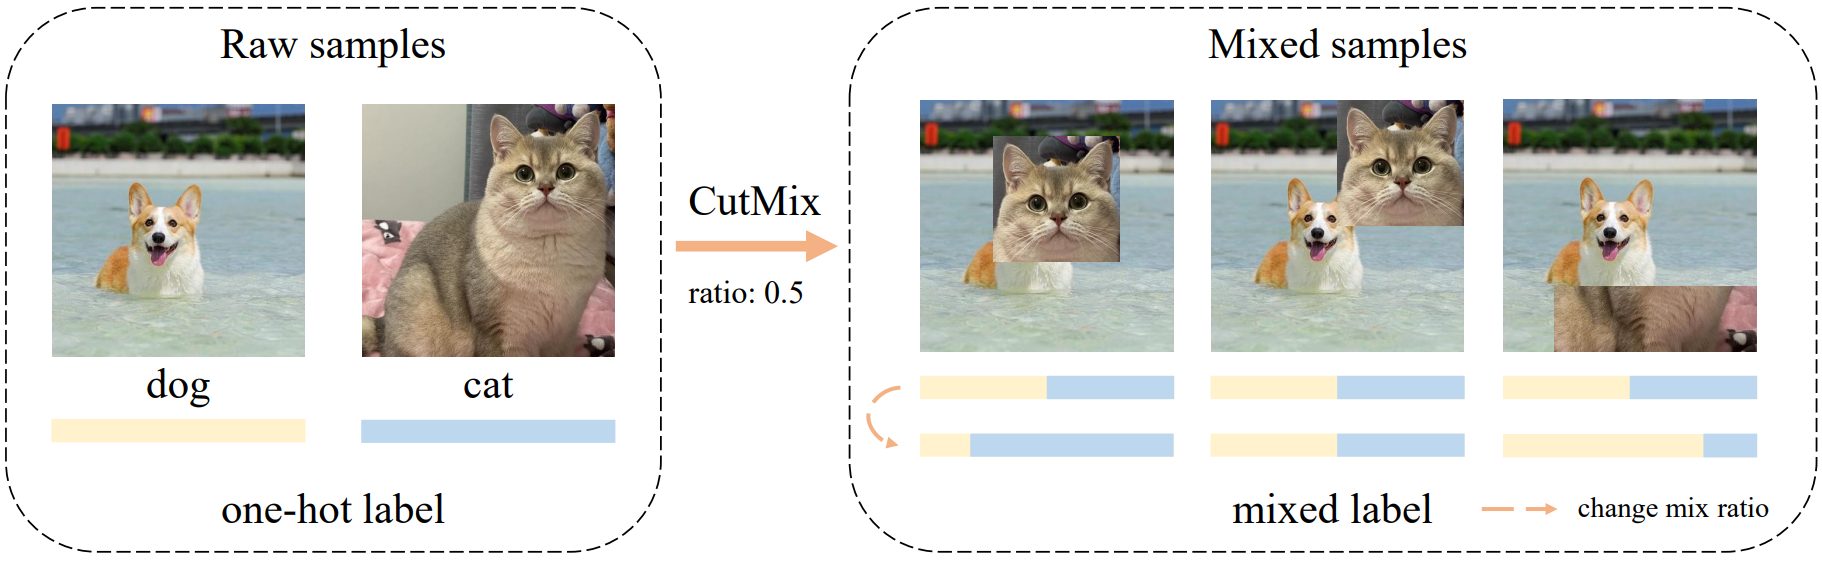 Raw samples
dog
cat
one-hot label
CutMix
ratio: 0.5
Mixed samples
mixed label
change mix ratio